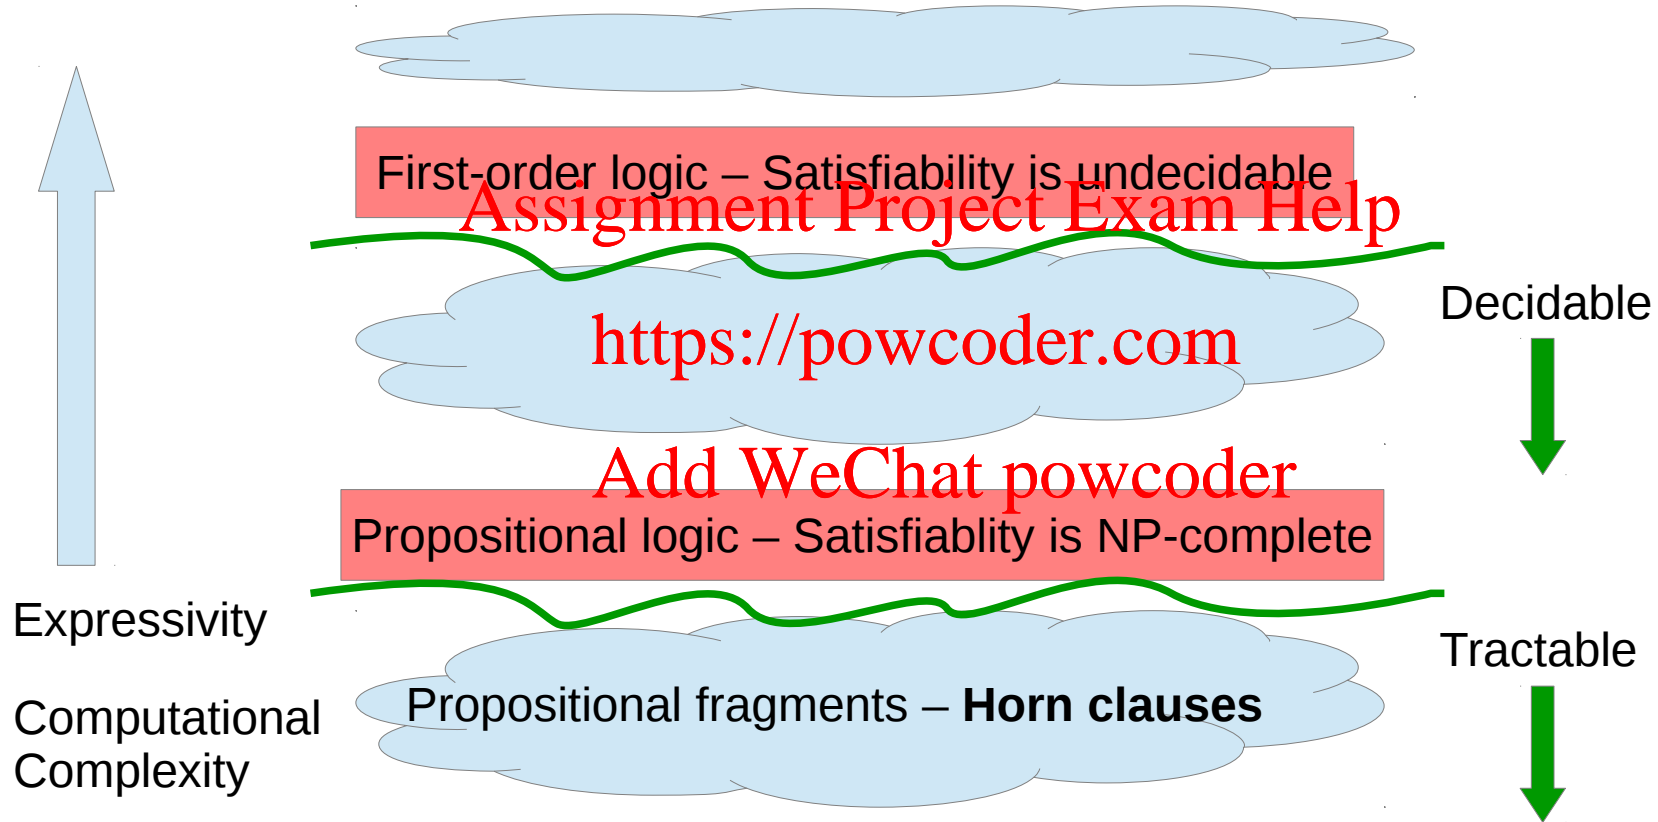 First-order logic – Satisfiability is undecidable
Assignment Project Exam Help
Decidable
https://powcoder.com
Add WeChat powcoder
Propositional logic – Satisfiablity is NP-complete
Expressivity
Tractable
Propositional fragments – Horn clauses
Computational
Complexity